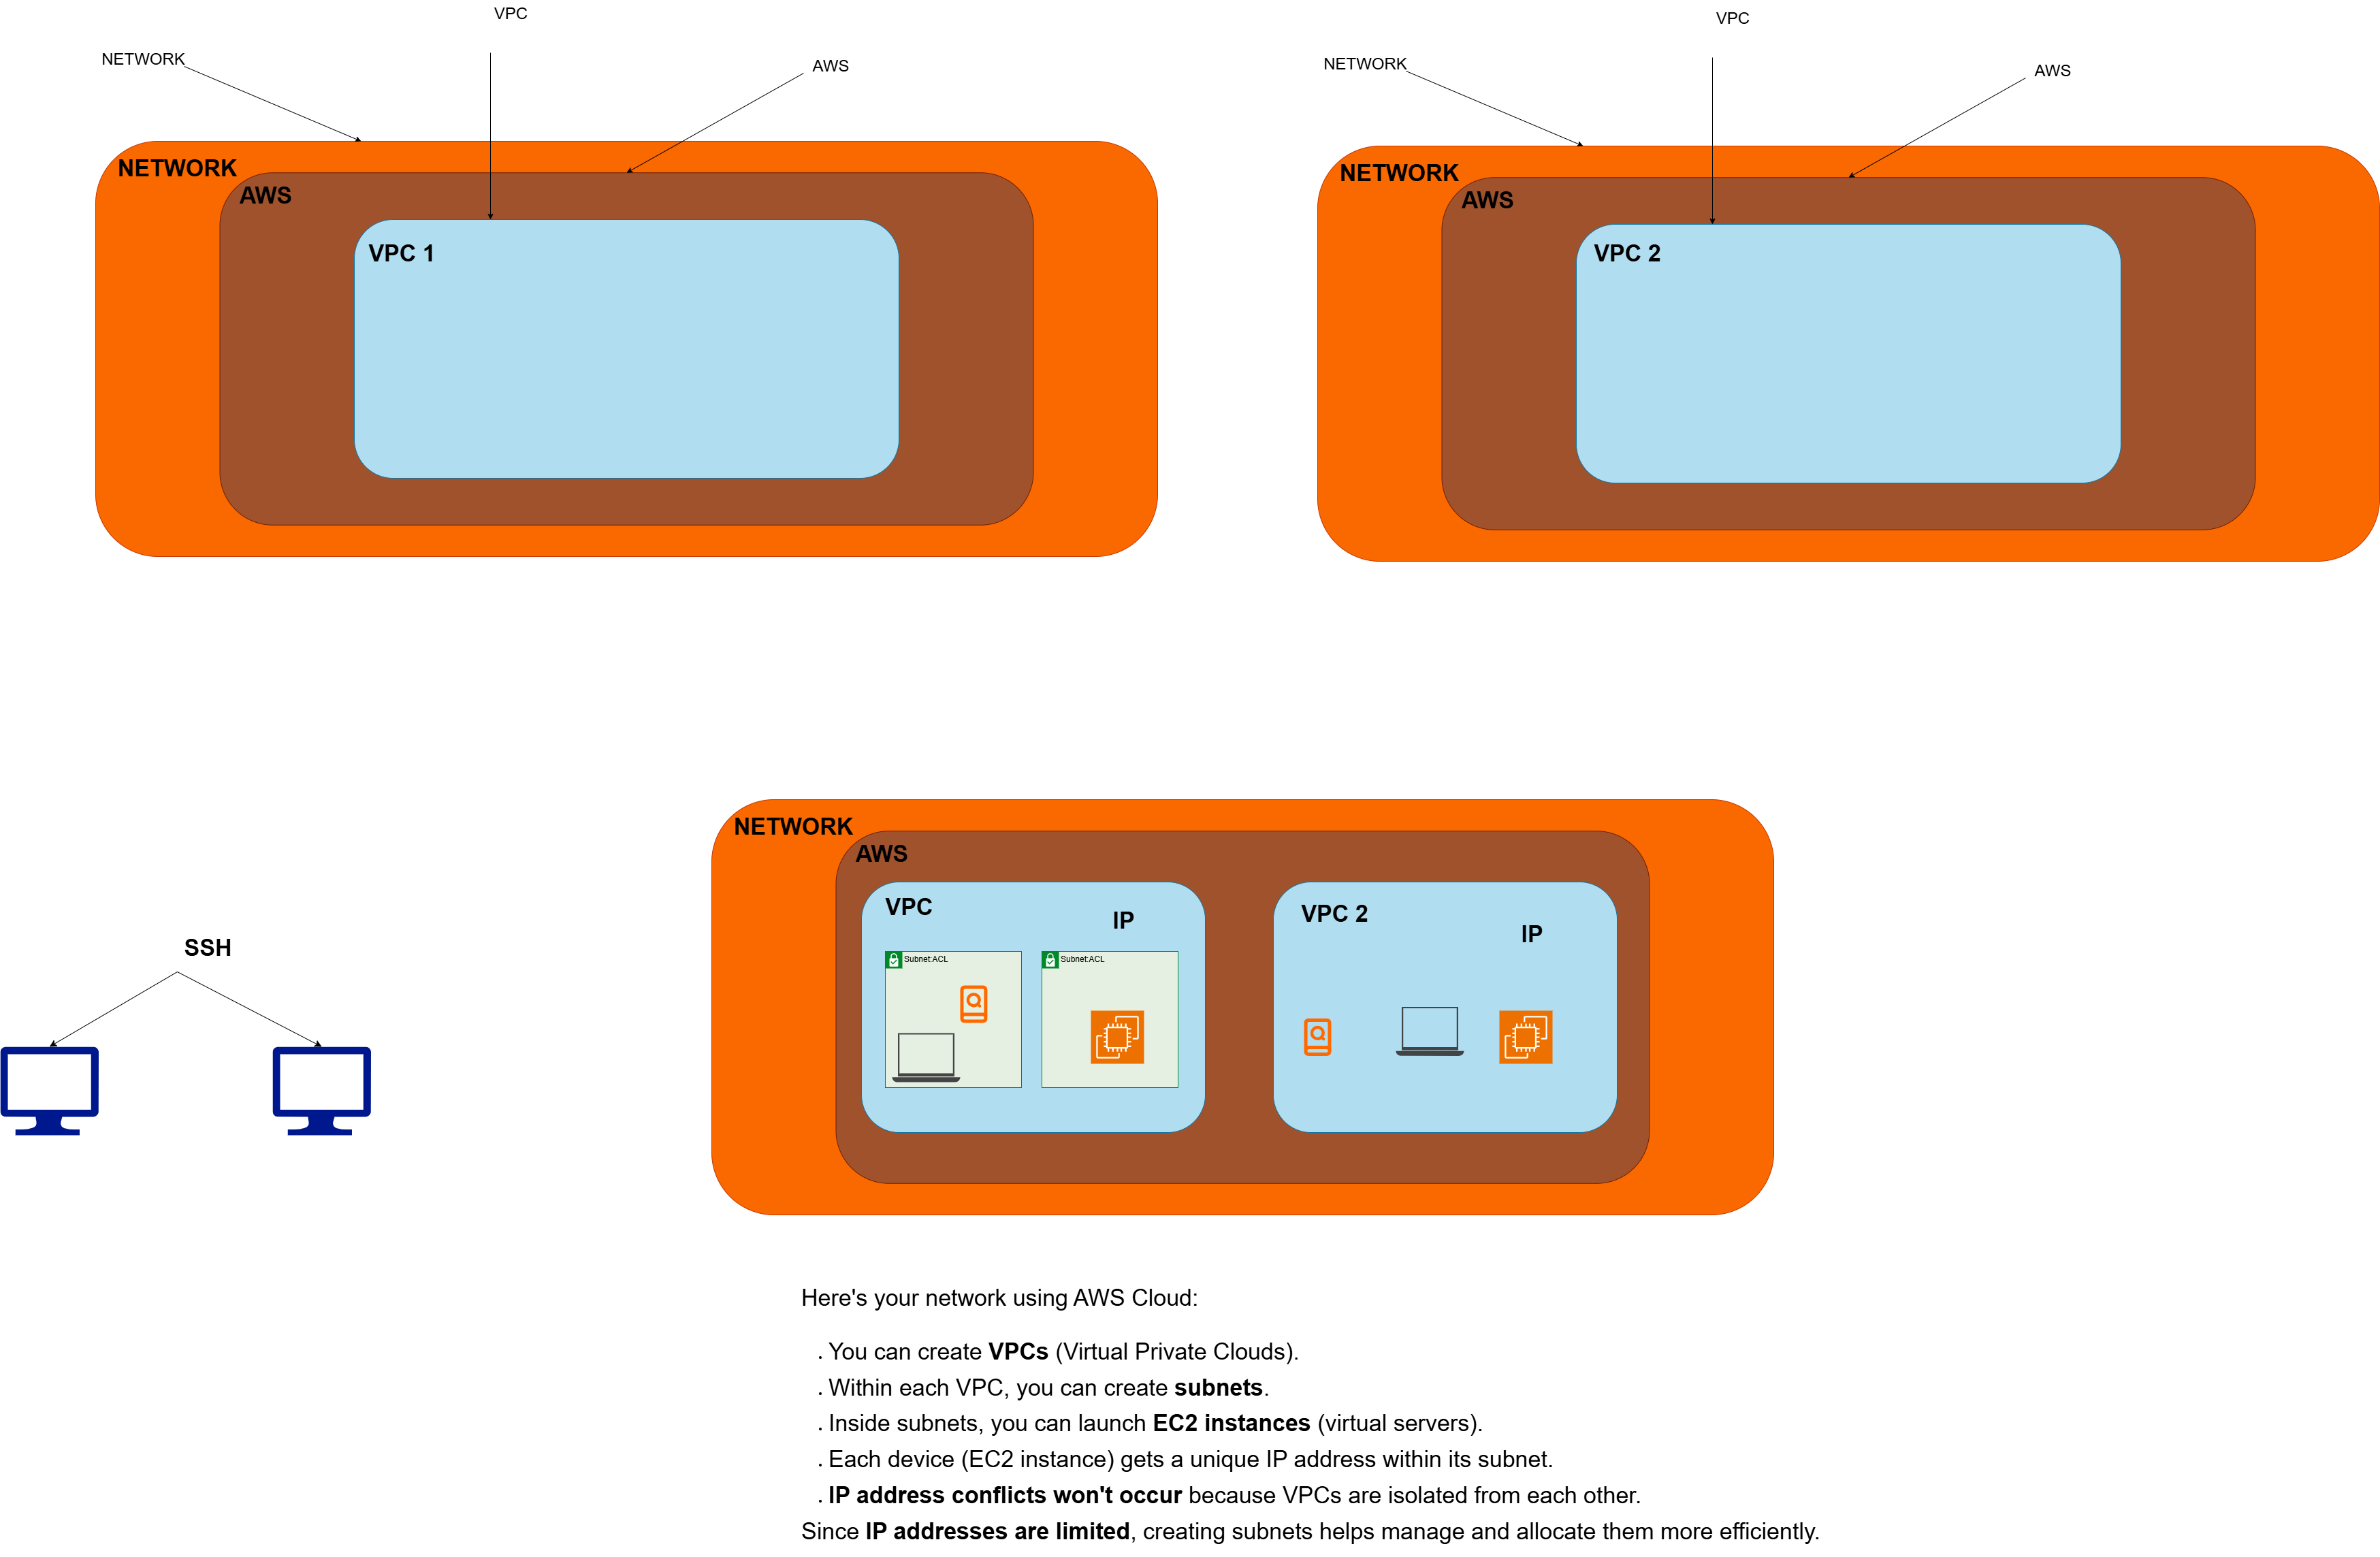 VPC
NETWORK
AWS
NETWORK
AWS
VPC 1
VPC
NETWORK
AWS
NETWORK
AWS
VPC 2
SSH
NETWORK
AWS
VPC
IP
Subnet:ACL
Subnet:ACL
VPC 2
IP
Here's your network using AWS Cloud:
• You can create VPCs (Virtual Private Clouds).
• Within each VPC, you can create subnets.
• Inside subnets, you can launch EC2 instances (virtual servers).
• Each device (EC2 instance) gets a unique IP address within its subnet.
• IP address conflicts won't occur because VPCs are isolated from each other.
Since IP addresses are limited, creating subnets helps manage and allocate them more efficiently.